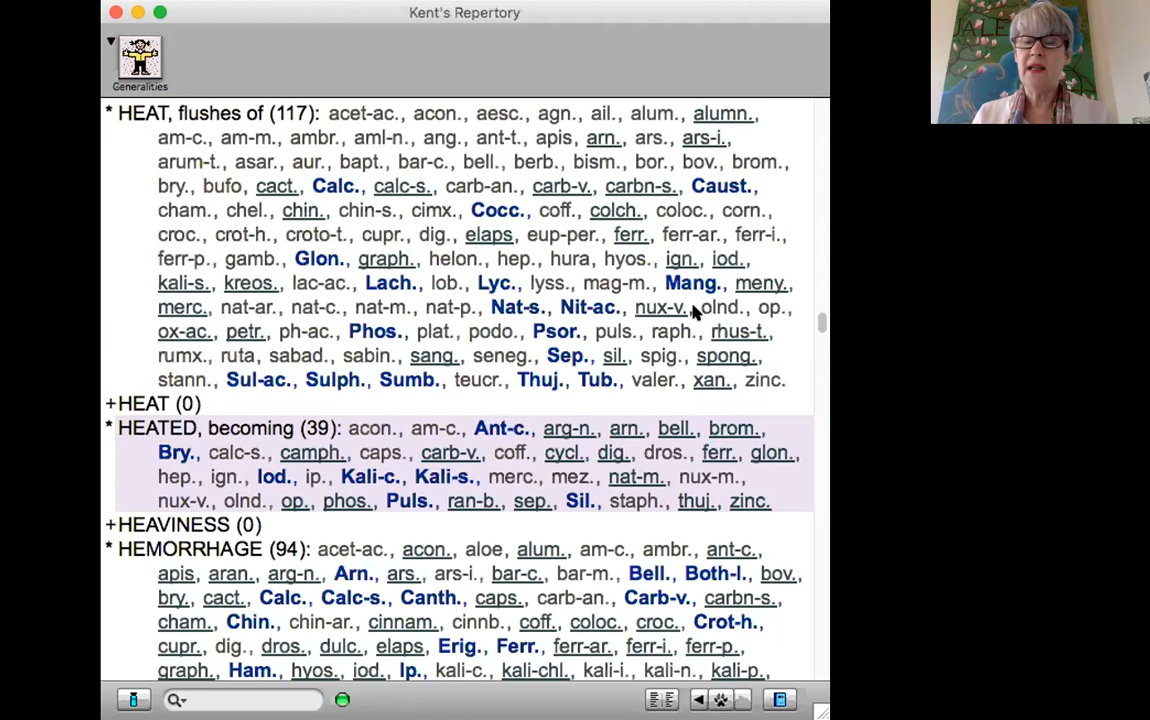 Kent's Repertory
Generalities
* HEAT, flushes of (117): acet-ac., acon., aesc., agn., ail., alum., alumn.,
am-c., am-m., ambr., aml-n., ang., ant-t., apis, arn., ars., ars-i.,
arum-t., asar., aur., bapt., bar-c., bell., berb., bism., bor., bov., brom.,
bry., bufo, cact., Calc., calc-s., carb-an., carb-v., carbn-s., Caust.,
cham., chel., chin., chin-s., cimx., Cocc., coff., colch., coloc., corn.,
croc., crot-h., croto-t., cupr., dig., elaps, eup-per., ferr., ferr-ar., ferr-i.,
ferr-p., gamb., Glon., graph., helon., hep., hura, hyos., ign., iod.,
kali-s., kreos., lac-ac., Lach., lob., Lyc., lyss., mag-m., Mang., meny.,
merc., nat-ar., nat-c., nat-m., nat-p., Nat-s., Nit-ac., nux-v., olnd., op.,
ox-ac., petr., ph-ac., Phos., plat., podo., Psor., puls., raph., rhus-t.,
rumx., ruta, sabad., sabin., sang., seneg., Sep., sil., spig., spong.,
stann., Sul-ac., Sulph., Sumb., teucr., Thuj., Tub., valer., xan., zinc.
+HEAT (0)
* HEATED, becoming (39): acon., am-c., Ant-c., arg-n., arn., bell., brom.,
Bry., calc-s., camph., caps., carb-v., coff., cycl., dig., dros., ferr., glon.,
hep., ign., Iod., ip., Kali-c., Kali-s., merc., mez., nat-m., nux-m.,
nux-v., olnd., op., phos., Puls., ran-b., sep., Sil., staph., thuj., zinc.
+HEAVINESS (0)
* HEMORRHAGE (94): acet-ac., acon., aloe, alum., am-c., ambr., ant-c.,
apis, aran., arg-n., Arn., ars., ars-i., bar-c., bar-m., Bell., Both-l., bov.,
bry., cact., Calc., Calc-s., Canth., caps., carb-an., Carb-v., carbn-s.,
cham., Chin., chin-ar., cinnam., cinnb., coff., coloc., croc., Crot-h.,
cupr., dig., dros., dulc., elaps, Erig., Ferr., ferr-ar., ferr-i., ferr-p.,
graph., Ham., hyos., iod., Ip., kali-c., kali-chl., kali-i., kali-n., kali-p.,